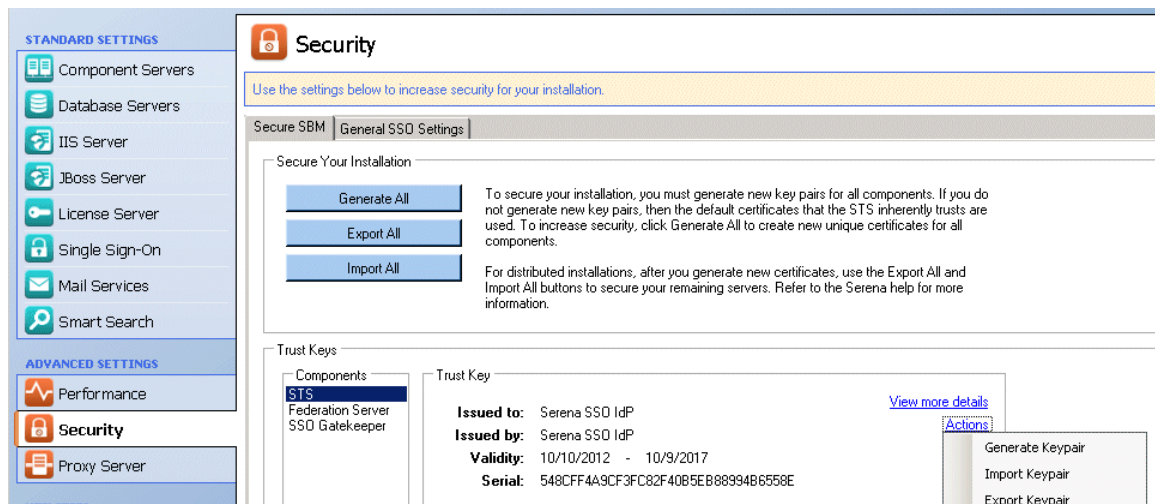 STANDARD SETTINGS
Component Servers
Database Servers
IIS Server
JBoss Server
License Server
Single Sign-On
Mail Services
Smart Search
ADVANCED SETTINGS
Performance
Security
Proxy Server
Security
Use the settings below to increase security for your installation.
Secure SBM
General SSO Settings
Secure Your Installation
Generate All
Export All
Import All
To secure your installation, you must generate new key pairs for all components. If you do
not generate new key pairs, then the default certificates that the STS inherently trusts are
used. To increase security, click Generate All to create new unique certificates for all
components.
For distributed installations, after you generate new certificates, use the Export All and
Import All buttons to secure your remaining servers. Refer to the Serena help for more
information.
Trust Keys
Components
STS
Federation Server
SSO Gatekeeper
Trust Key
View more details
Actions
Issued to: Serena SSO IdP
Issued by: Serena SSO IdP
Validity: 10/10/2012 - 10/9/2017
Serial: 548CFF4A9CF3FC82F40B5EB88994B6558E
Generate Keypair
Import Keypair
Export Keypair